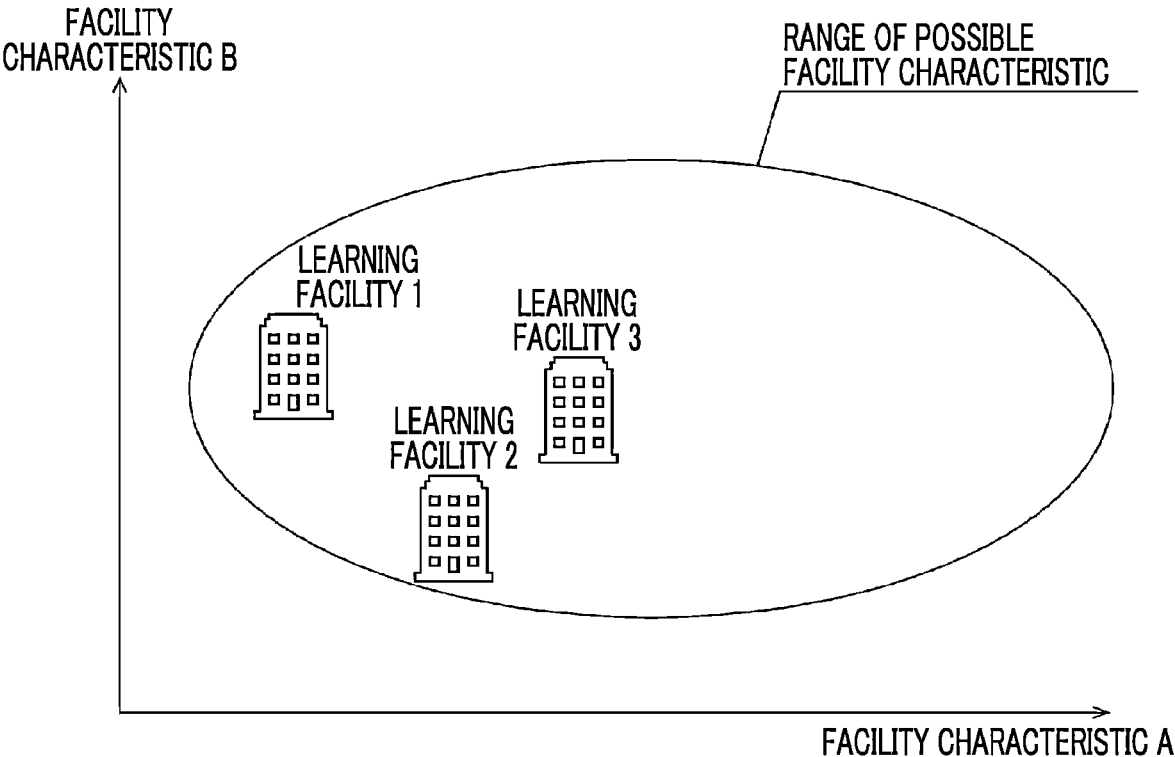 FACILITY
CHARACTERISTIC B
RANGE OF POSSIBLE
FACILITY CHARACTERISTIC
LEARNING
FACILITY 1
LEARNING
FACILITY 3
LEARNING
FACILITY 2
FACILITY CHARACTERISTIC A